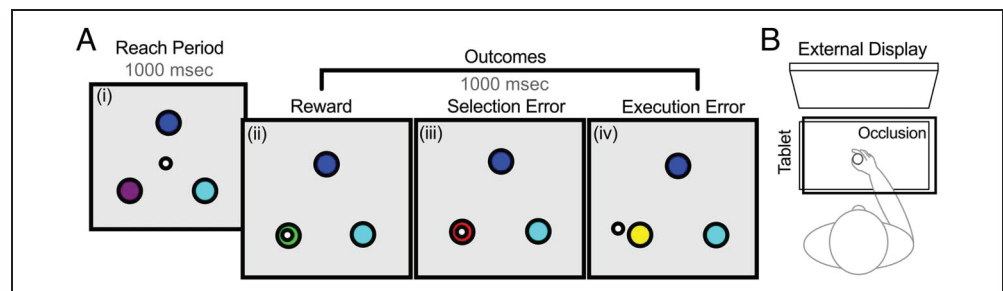 A
Reach Period
1000 msec
(i)
Outcomes
1000 msec
Reward
Selection Error
Execution Error
(ii)
(iii)
(iv)
B
External Display
Occlusion
Tablet